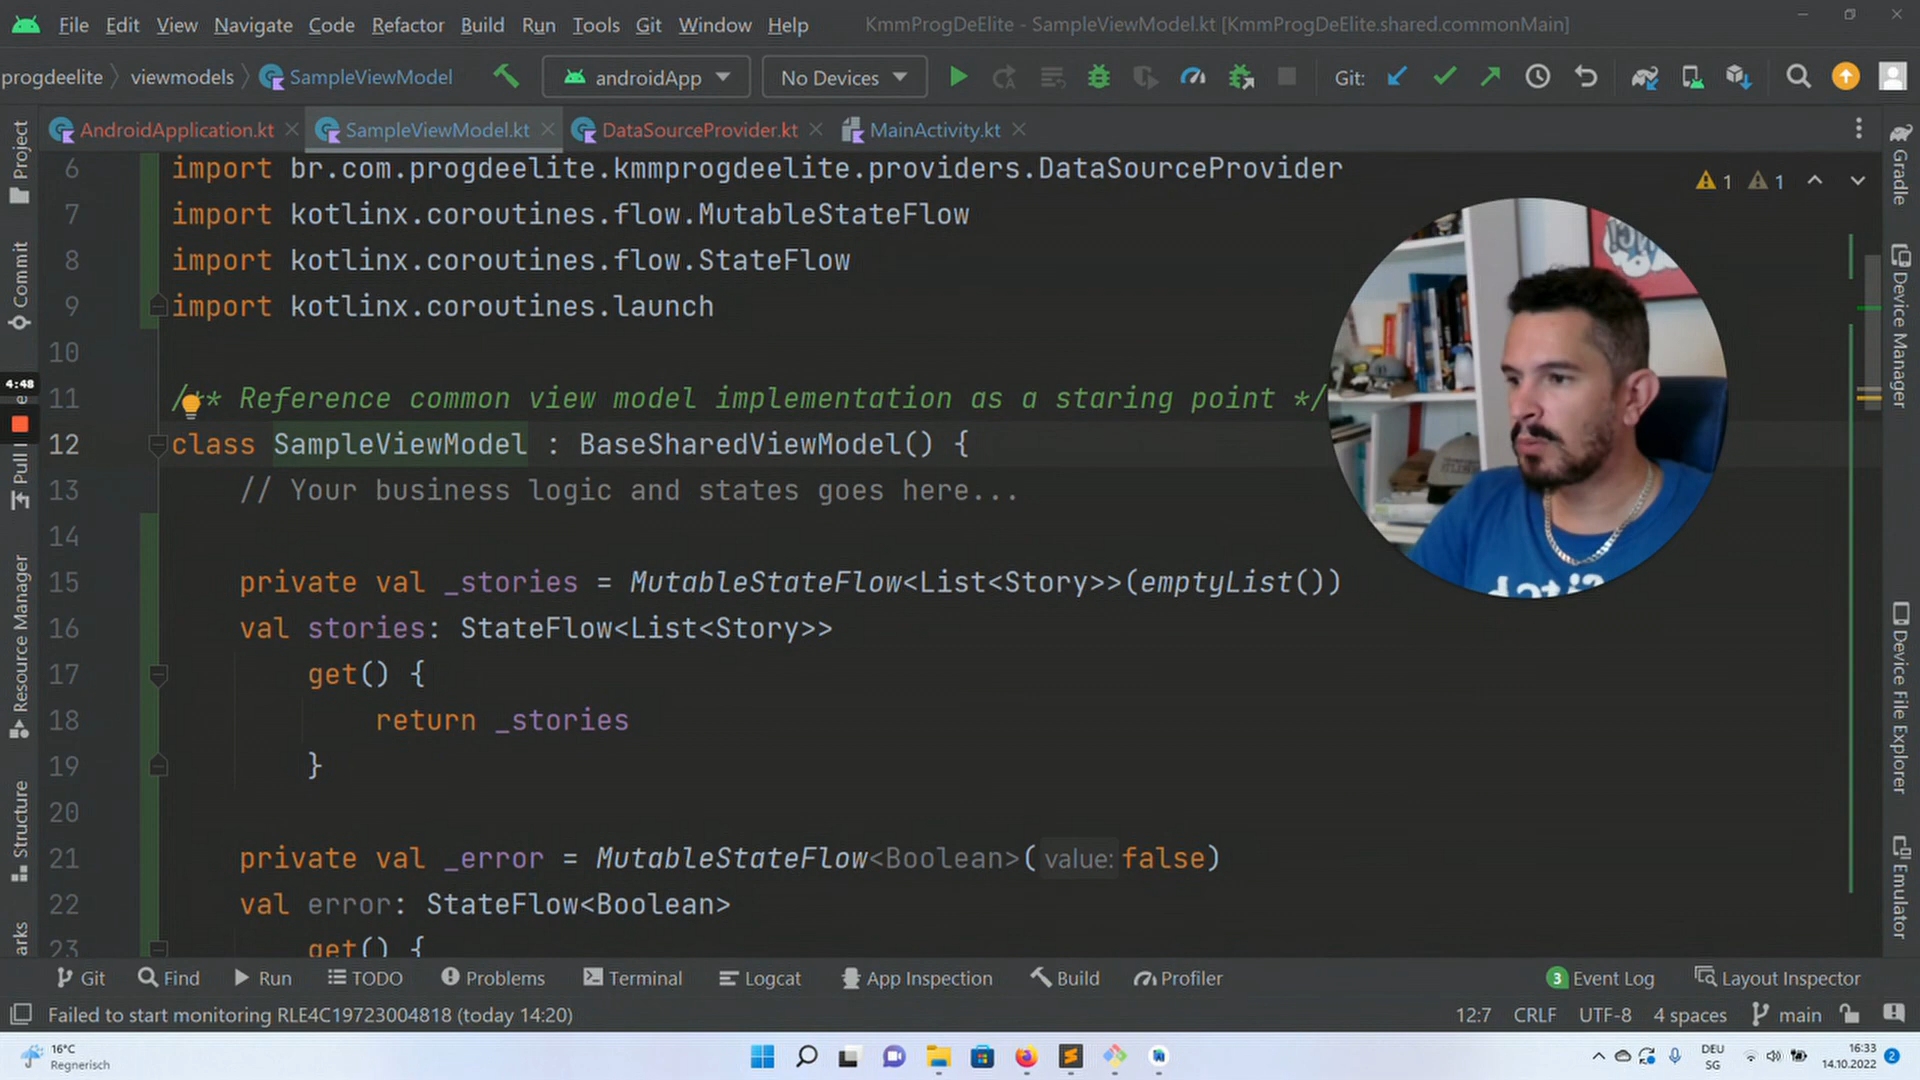 File Edit View Navigate Code Refactor Build Run Tools Git Window Help KmmProgDeElite - SampleViewModel.kt [KmmProgDeElite.shared.commonMain]
progdeelite viewmodels SampleViewModel androidApp No Devices Git:
AndroidApplication.kt SampleViewModel.kt DataSourceProvider.kt MainActivity.kt
6 import br.com.progdeelite.kmmprogdeelite.providers.DataSourceProvider
1 1
7 import kotlinx.coroutines.flow.MutableStateFlow
8 import kotlinx.coroutines.flow.StateFlow
9 import kotlinx.coroutines.launch
10
11 /** Reference common view model implementation as a staring point */
12 class SampleViewModel : BaseSharedViewModel() {
13 // Your business logic and states goes here...
14
15 private val _stories = MutableStateFlow<List<Story>>(emptyList())
16 val stories: StateFlow<List<Story>>
17 get() {
18 return _stories
19 }
20
21 private val _error = MutableStateFlow<Boolean>( value: false)
22 val error: StateFlow<Boolean>
23 get() {
Project
Commit
4:48
Pull
Resource Manager
Structure
arks
Gradle
Device Manager
Device File Explorer
Emulator
Git Find Run TODO Problems Terminal Logcat App Inspection Build Profiler 3 Event Log Layout Inspector
Failed to start monitoring RLE4C19723004818 (today 14:20) 12:7 CRLF UTF-8 4 spaces main
16°C
Regnerisch
DEU
SG
16:33
14.10.2022
2